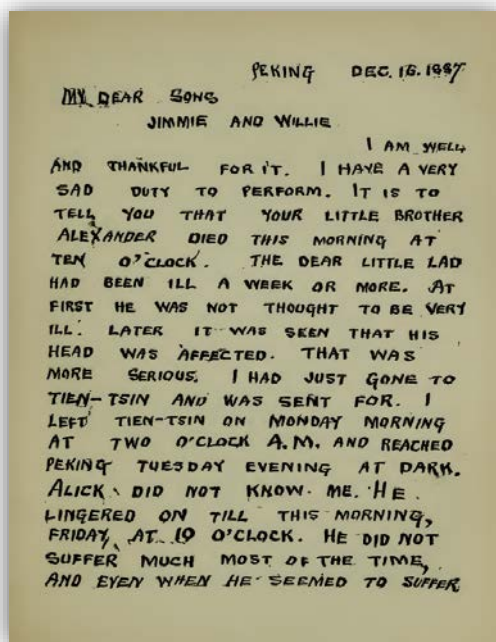 PEKING DEC. 16. 1887.
MY DEAR SONS
JIMMIE AND WILLIE
I AM WELL
AND THANKFUL FOR IT. I HAVE A VERY
SAD DUTY TO PERFORM. IT IS TO
TELL YOU THAT YOUR LITTLE BROTHER
ALEXANDER DIED THIS MORNING AT
TEN O'CLOCK. THE DEAR LITTLE LAD
HAD BEEN ILL A WEEK OR MORE. AT
FIRST HE WAS NOT THOUGHT TO BE VERY
ILL. LATER IT WAS SEEN THAT HIS
HEAD WAS AFFECTED. THAT WAS
MORE SERIOUS. I HAD JUST GONE TO
TIEN-TSIN AND WAS SENT FOR. I
LEFT TIEN-TSIN ON MONDAY MORNING
AT TWO O'CLOCK A.M. AND REACHED
PEKING TUESDAY EVENING AT DARK.
ALICK DID NOT KNOW ME. HE
LINGERED ON TILL THIS MORNING,
FRIDAY, AT 10 O'CLOCK. HE DID NOT
SUFFER MUCH MOST OF THE TIME,
AND EVEN WHEN HE SEEMED TO SUFFER